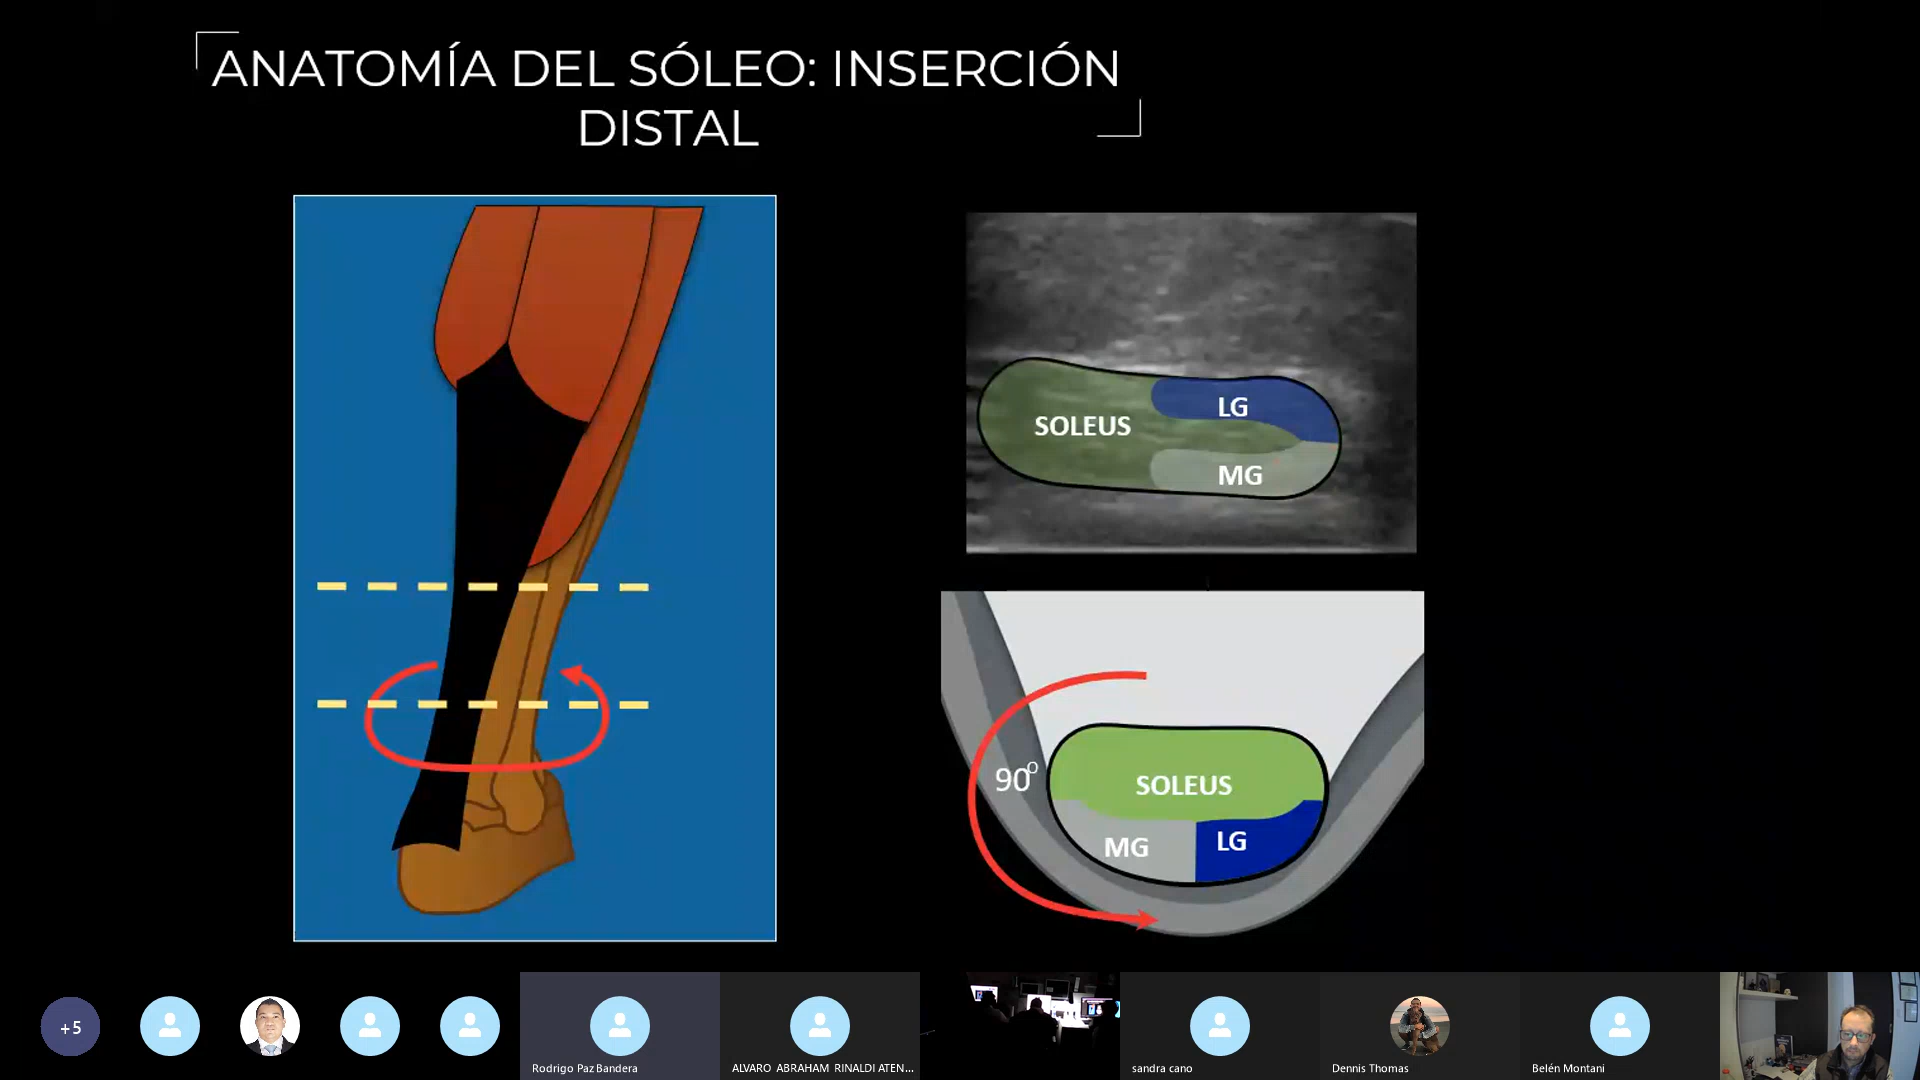 ANATOMÍA DEL SÓLEO: INSERCIÓN
DISTAL
SOLEUS
LG
MG
90º
SOLEUS
MG
LG
+5
Rodrigo Paz Bandera
ALVARO ABRAHAM RINALDI ATEN...
sandra cano
Dennis Thomas
Belén Montani